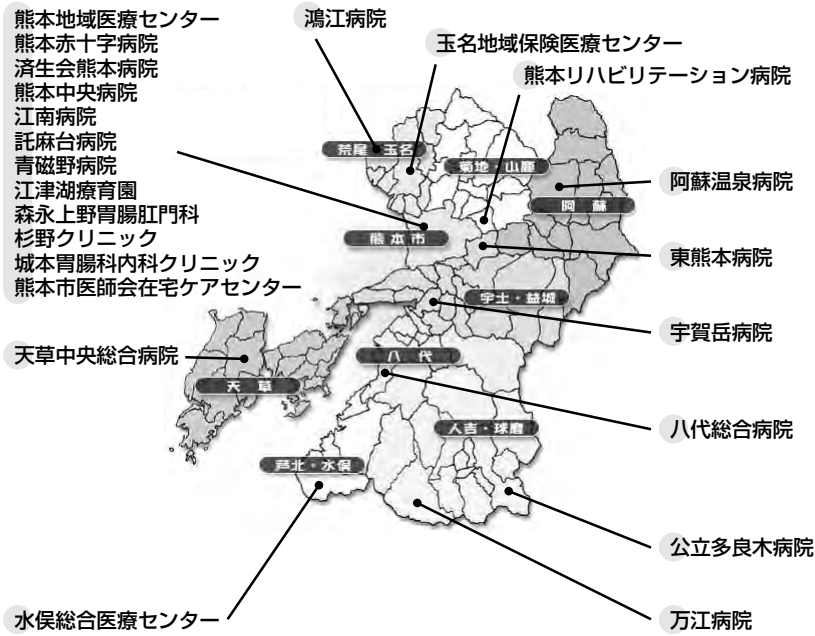 熊本地域医療センター
熊本赤十字病院
済生会熊本病院
熊本中央病院
江南病院
託麻台病院
青磁野病院
江津湖療育園
森永上野胃腸肛門科
杉野クリニック
城本胃腸科内科クリニック
熊本市医師会在宅ケアセンター
鴻江病院
玉名地域保険医療センター
熊本リハビリテーション病院
荒尾・玉名
菊地・山鹿
阿蘇温泉病院
阿蘇
熊本市
東熊本病院
宇土・益城
宇賀岳病院
天草中央総合病院
八代
天草
八代総合病院
人吉・球磨
芦北・水俣
公立多良木病院
水俣総合医療センター
万江病院